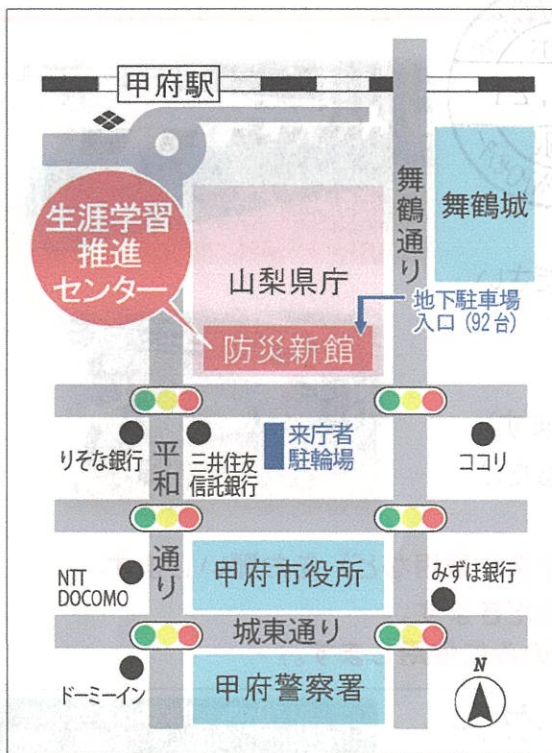 甲府駅
生涯学習
推進
センター
山梨県庁
防災新館
舞鶴通り
舞鶴城
地下駐車場
入口(92台)
りそな銀行
平和通り
三井住友
信託銀行
来庁者
駐輪場
ココリ
NTT
DOCOMO
甲府市役所
みずほ銀行
城東通り
ドーミーイン
甲府警察署
N